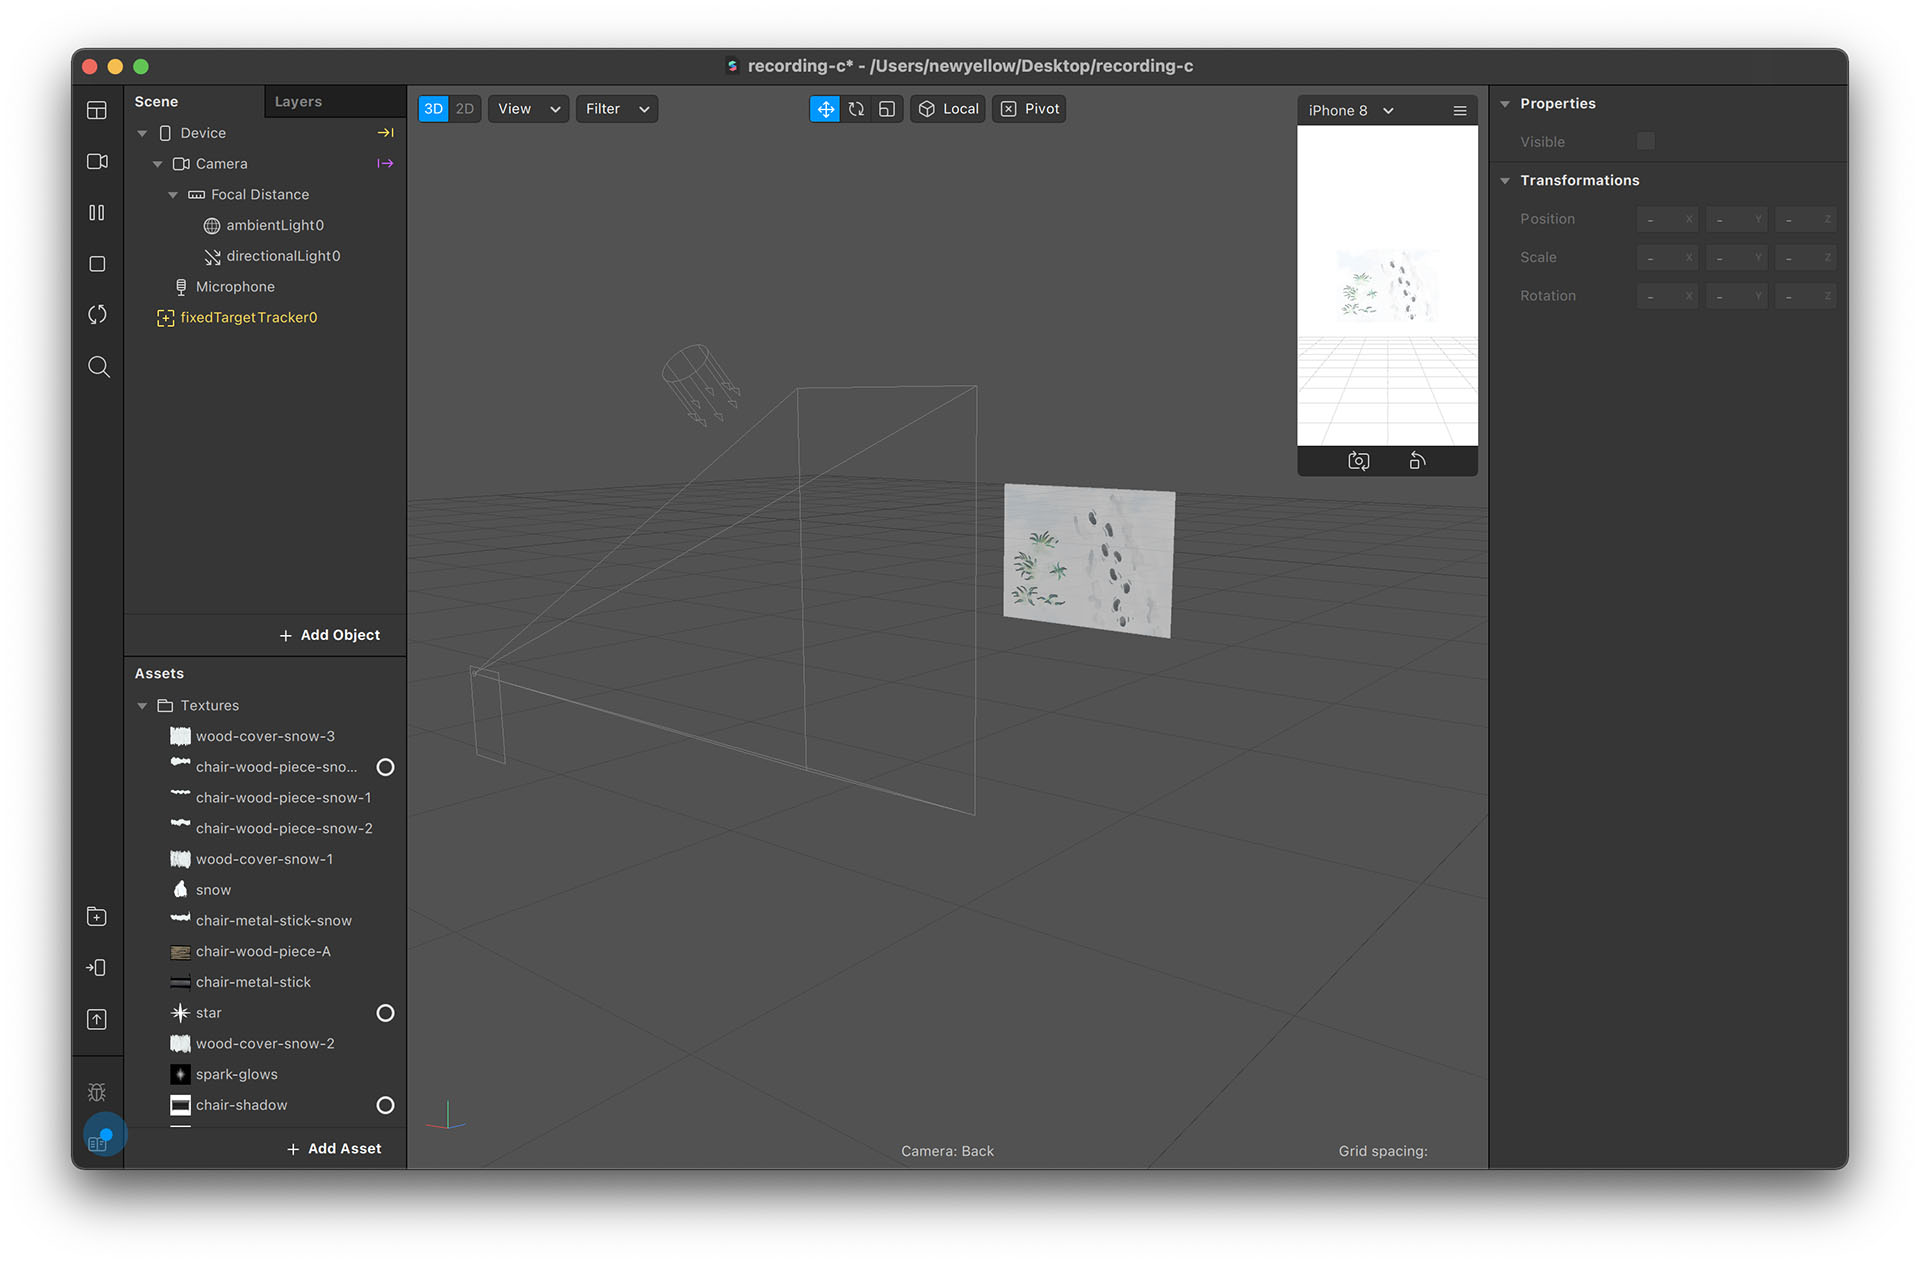 recording-c* - /Users/newyellow/Desktop/recording-c
Scene
Layers
Device
Camera
Focal Distance
ambientLight0
directionalLight0
Microphone
fixedTargetTracker0
+ Add Object
Assets
Textures
wood-cover-snow-3
chair-wood-piece-sno...
chair-wood-piece-snow-1
chair-wood-piece-snow-2
wood-cover-snow-1
snow
chair-metal-stick-snow
chair-wood-piece-A
chair-metal-stick
star
wood-cover-snow-2
spark-glows
chair-shadow
+ Add Asset
3D 2D View Filter
Local Pivot
iPhone 8
Camera: Back
Grid spacing:
Properties
Visible
Transformations
Position - X - Y - Z
Scale - X - Y - Z
Rotation - X - Y - Z